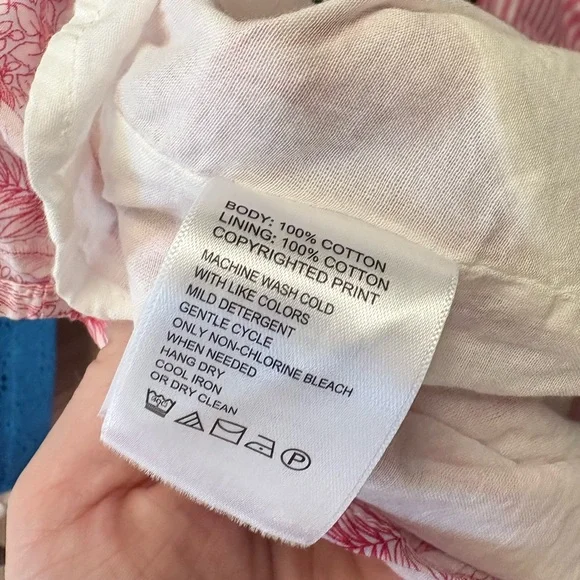 BODY: 100% COTTON
LINING: 100% COTTON
COPYRIGHTED PRINT
MACHINE WASH COLD
WITH LIKE COLORS
MILD DETERGENT
GENTLE CYCLE
ONLY NON-CHLORINE BLEACH
WHEN NEEDED
HANG DRY
COOL IRON
OR DRY CLEAN
P